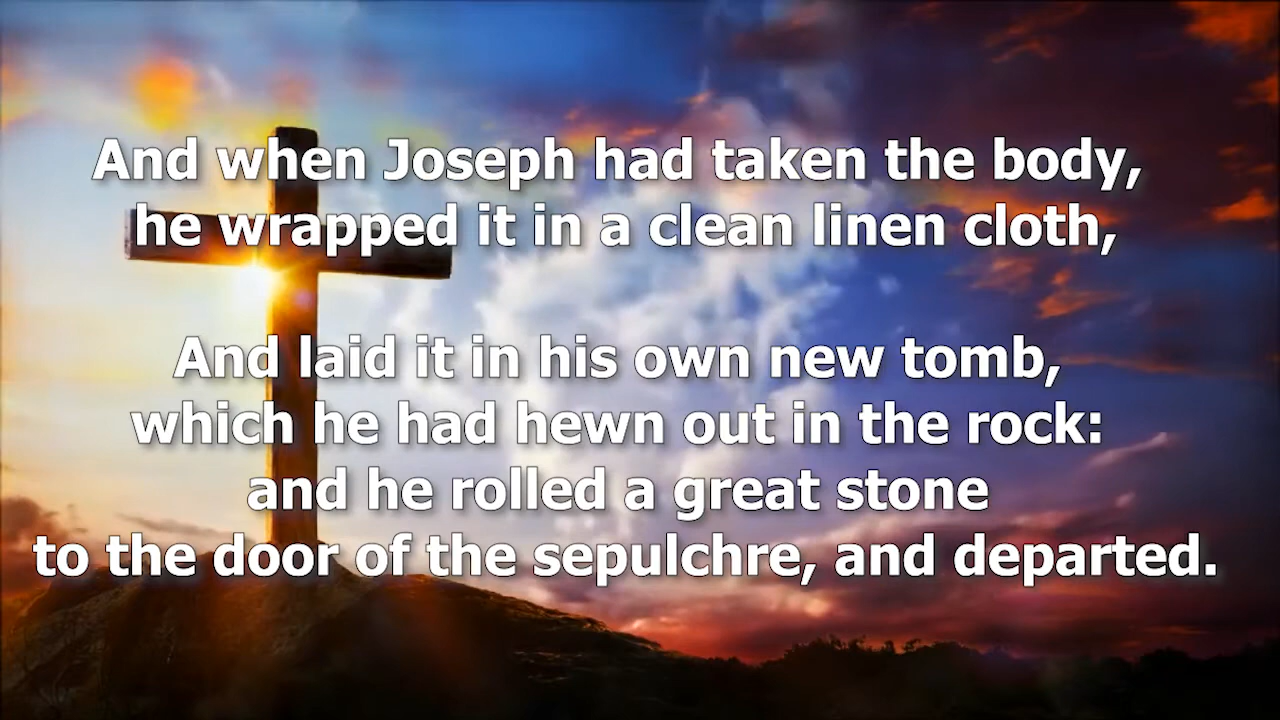 And when Joseph had taken the body,
he wrapped it in a clean linen cloth,
And laid it in his own new tomb,
which he had hewn out in the rock:
and he rolled a great stone
to the door of the sepulchre, and departed.